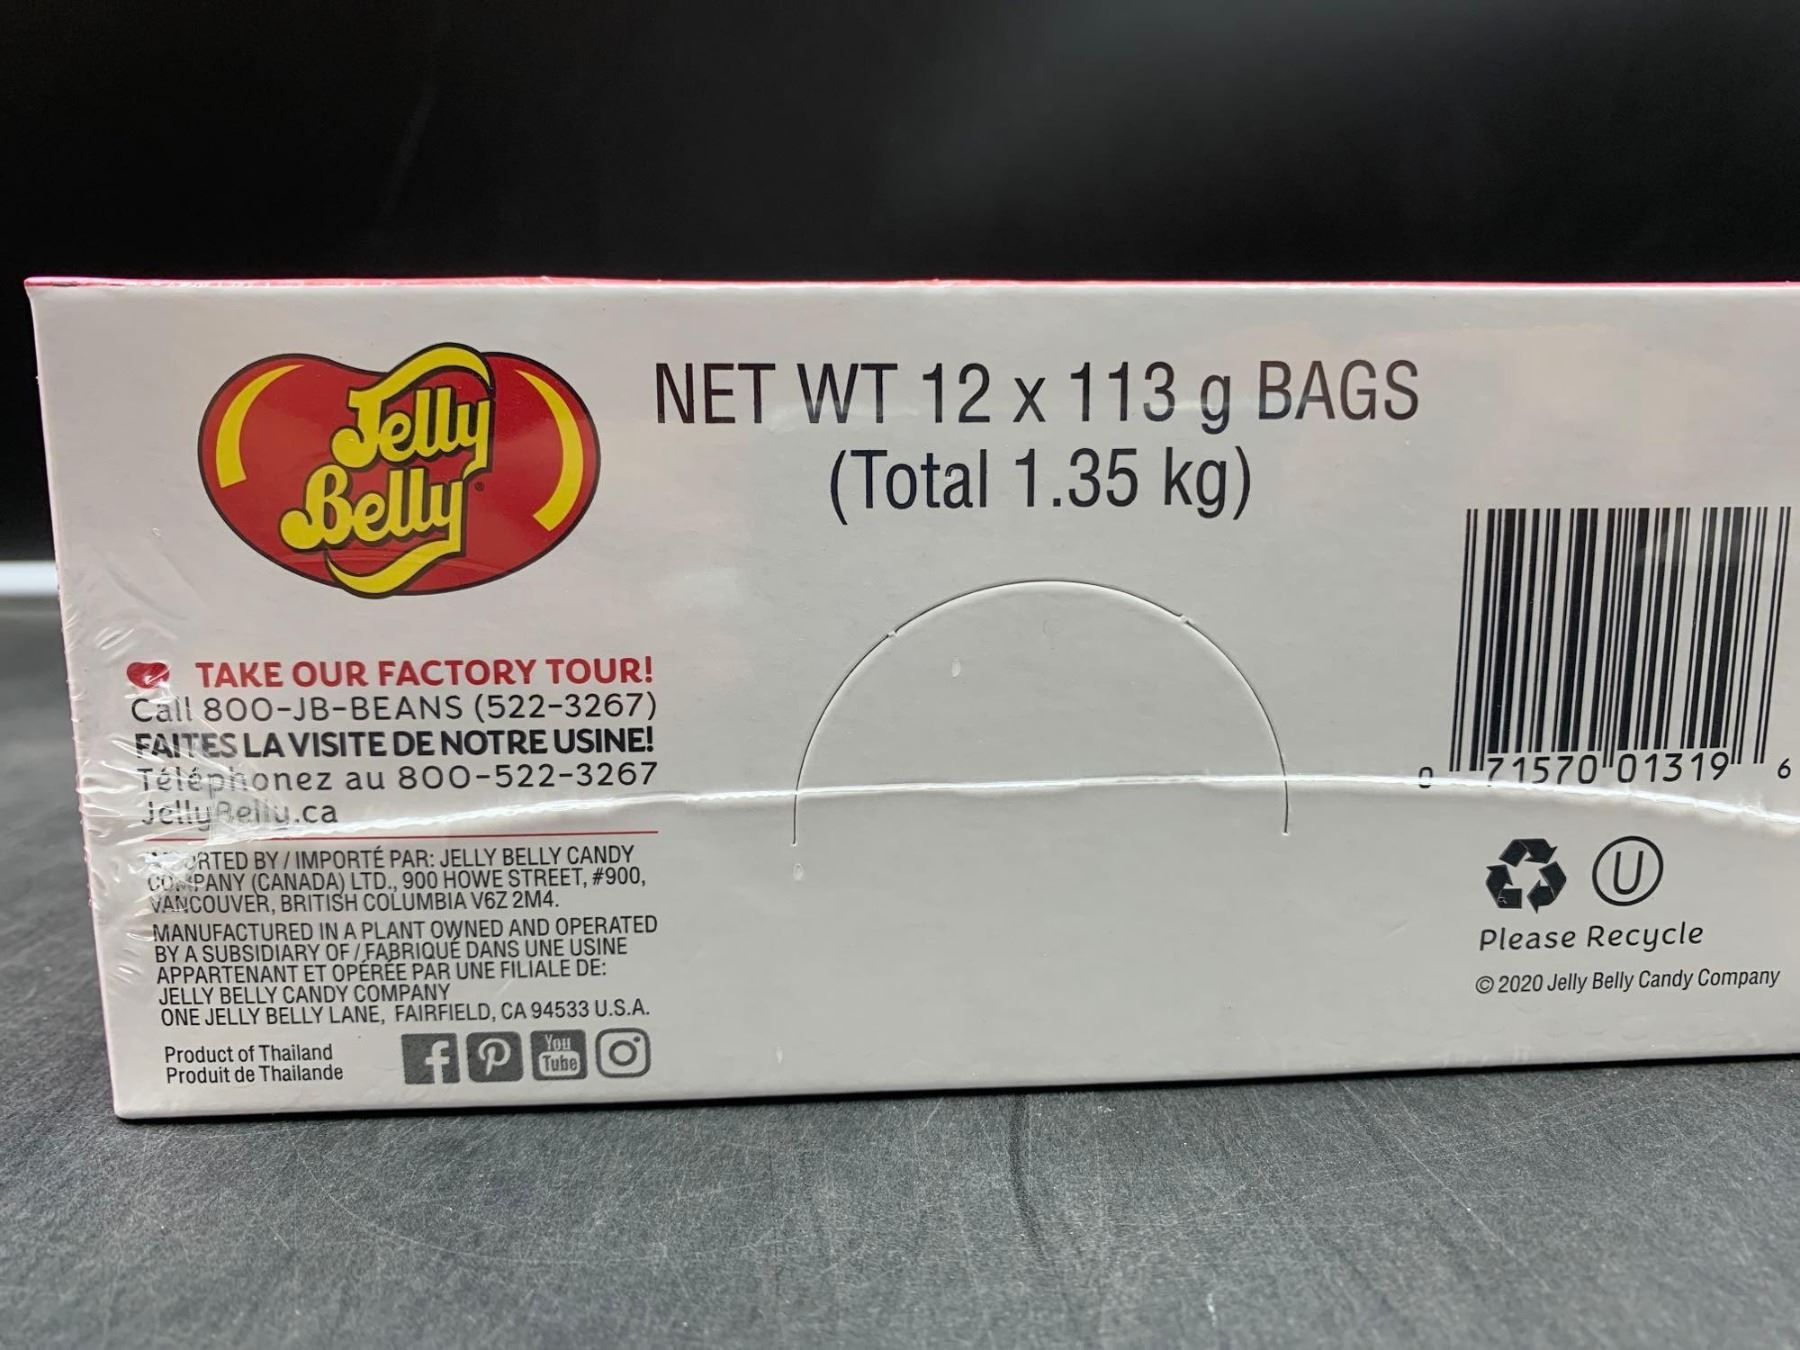 Jelly
Belly
NET WT 12 x 113 g BAGS
(Total 1.35 kg)
TAKE OUR FACTORY TOUR!
Call 800-JB-BEANS (522-3267)
FAITES LA VISITE DE NOTRE USINE!
Téléphonez au 800-522-3267
JellyBelly.ca
IMPORTED BY / IMPORTÉ PAR: JELLY BELLY CANDY
COMPANY (CANADA) LTD., 900 HOWE STREET, #900,
VANCOUVER, BRITISH COLUMBIA V6Z 2M4.
MANUFACTURED IN A PLANT OWNED AND OPERATED
BY A SUBSIDIARY OF / FABRIQUÉ DANS UNE USINE
APPARTENANT ET OPÉRÉE PAR UNE FILIALE DE:
JELLY BELLY CANDY COMPANY
ONE JELLY BELLY LANE, FAIRFIELD, CA 94533 U.S.A.
Product of Thailand
Produit de Thaïlande
You
Tube
0 71570 01319 6
U
Please Recycle
© 2020 Jelly Belly Candy Company